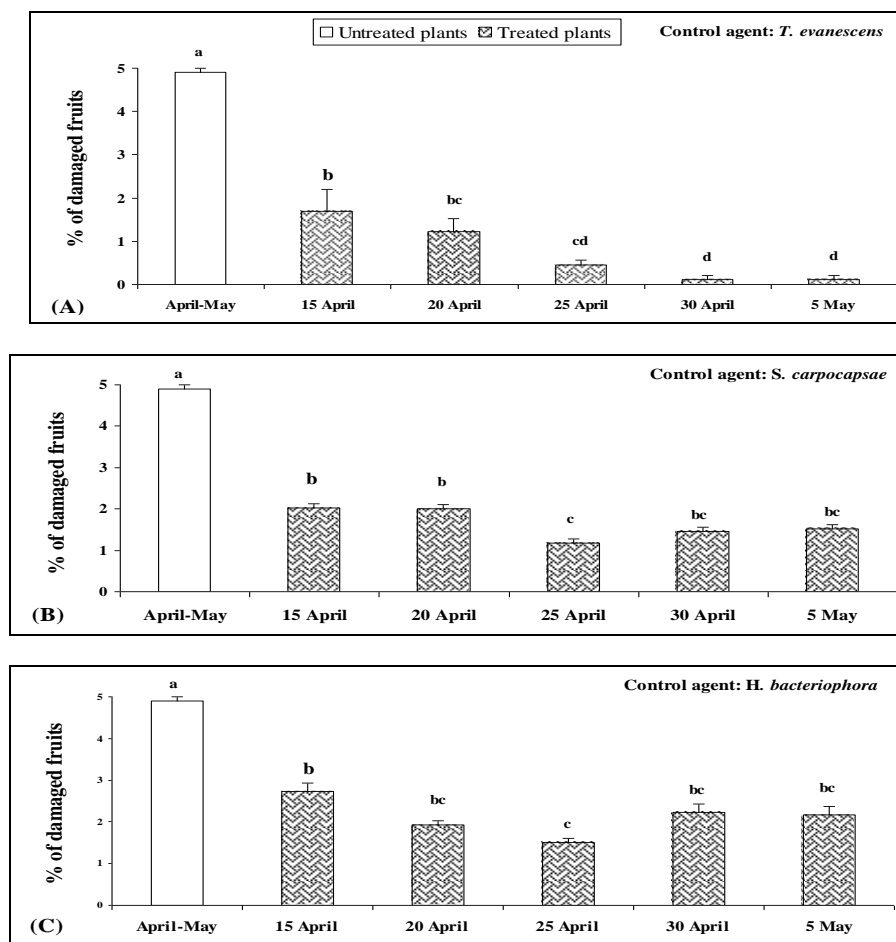 Untreated plants Treated plants
Control agent: T. evanescens
% of damaged fruits
5
4
3
2
1
0
a
b
bc
cd
d
d
(A)
April-May 15 April 20 April 25 April 30 April 5 May
Control agent: S. carpocapsae
% of damaged fruits
5
4
3
2
1
0
a
b
b
c
bc
bc
(B)
April-May 15 April 20 April 25 April 30 April 5 May
Control agent: H. bacteriophora
% of damaged fruits
5
4
3
2
1
0
a
b
bc
c
bc
bc
(C)
April-May 15 April 20 April 25 April 30 April 5 May